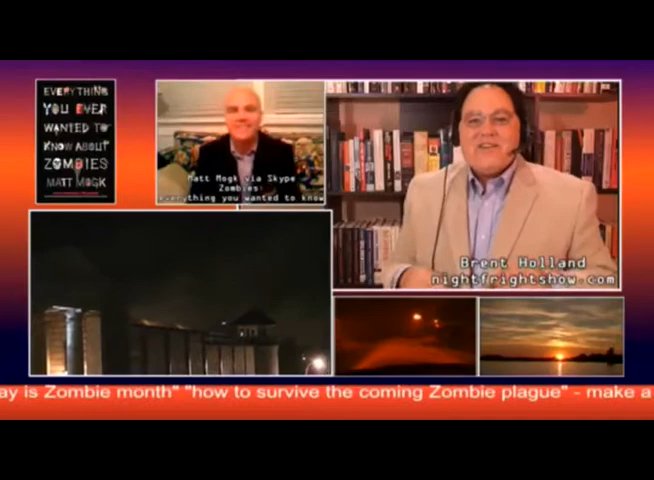 EVERYTHING
YOU EVER
WANTED TO
KNOW ABOUT
ZOMBIES
MATT MOGK
Matt Mogk via Skype
Zombies:
everything you wanted to know
Brent Holland
nightfrightshow.com
ay is Zombie month" "how to survive the coming Zombie plague" - make a